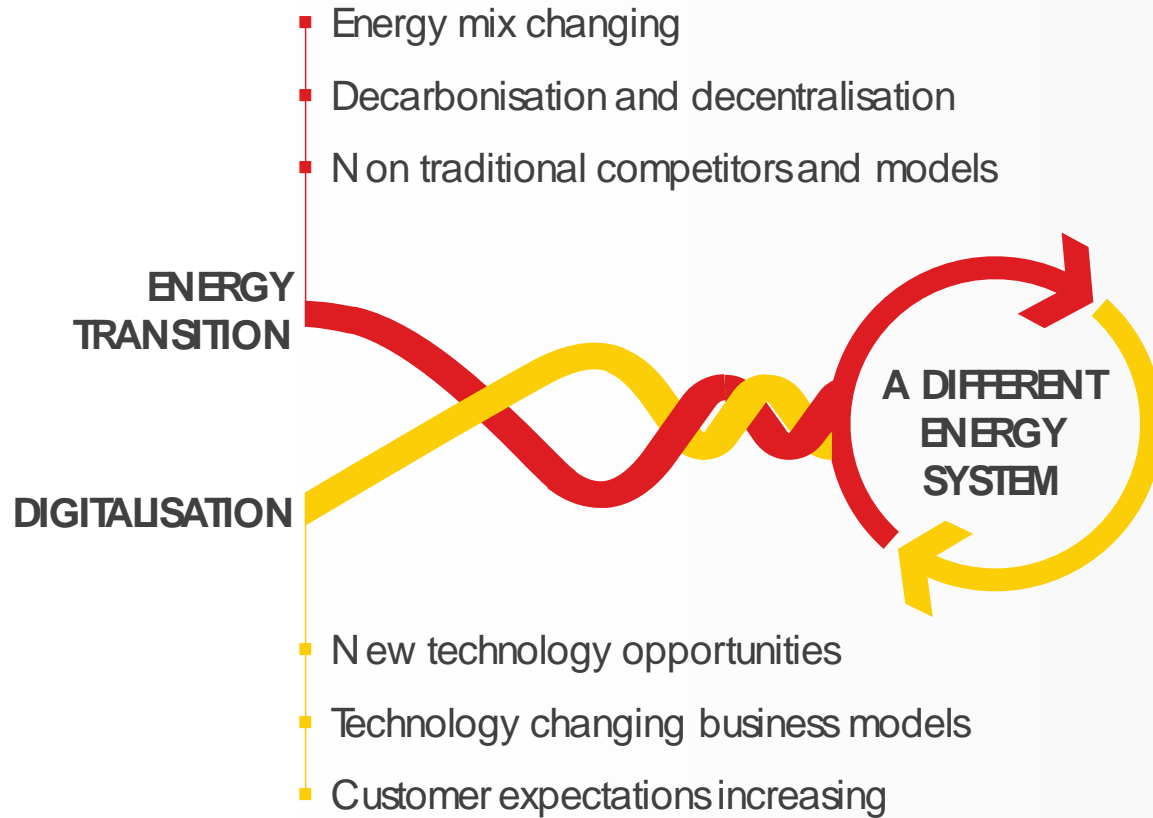 Energy mix changing
Decarbonisation and decentralisation
Non traditional competitors and models
ENERGY
TRANSITION
A DIFFERENT
ENERGY
SYSTEM
DIGITALISATION
New technology opportunities
Technology changing business models
Customer expectations increasing